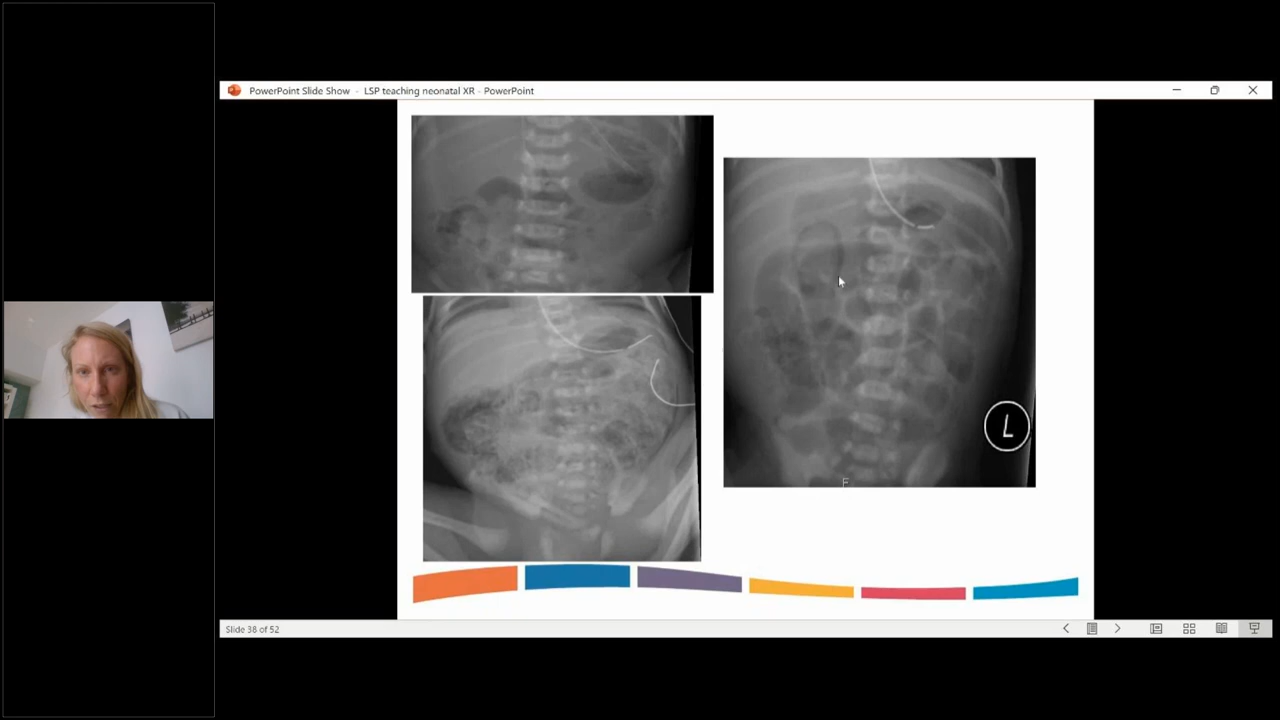 PowerPoint Slide Show - LSP teaching neonatal XR - PowerPoint
L
F
Slide 38 of 52